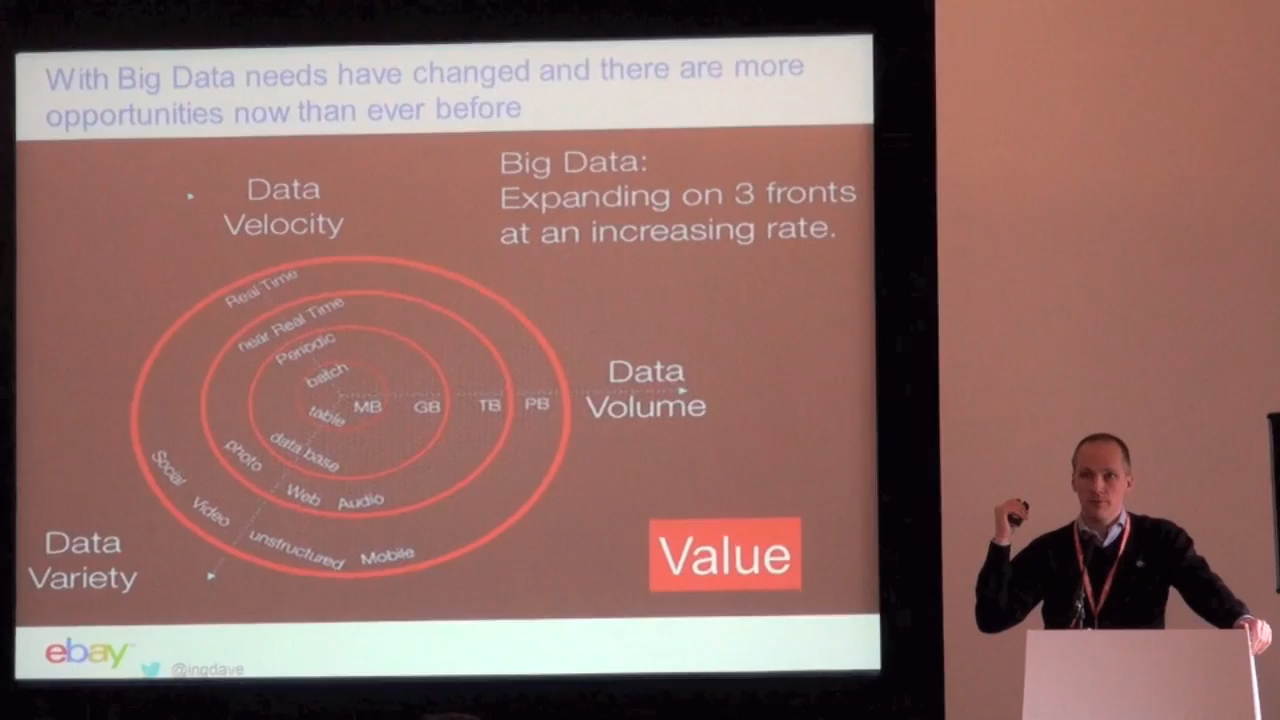 With Big Data needs have changed and there are more
opportunities now than ever before
Big Data:
Expanding on 3 fronts
at an increasing rate.
Data
Velocity
Real Time
near Real Time
Periodic
batch
table
MB
GB
TB
PB
data base
photo
Web
Audio
Social
Video
unstructured
Mobile
Data
Volume
Data
Variety
Value
ebay
@ingdave